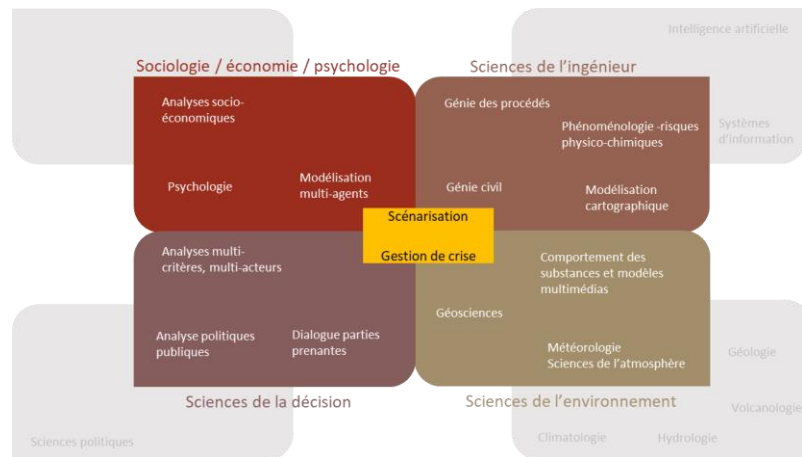 Intelligence artificielle
Sociologie / économie / psychologie
Sciences de l'ingénieur
Analyses socio-
économiques
Génie des procédés
Phénoménologie -risques
physico-chimiques
Systèmes
d'information
Psychologie
Modélisation
multi-agents
Génie civil
Modélisation
cartographique
Scénarisation
Gestion de crise
Analyses multi-
critères, multi-acteurs
Comportement des
substances et modèles
multimédias
Géosciences
Analyse politiques
publiques
Dialogue parties
prenantes
Météorologie
Sciences de l'atmosphère
Géologie
Sciences de la décision
Sciences de l'environnement
Volcanologie
Sciences politiques
Climatologie
Hydrologie